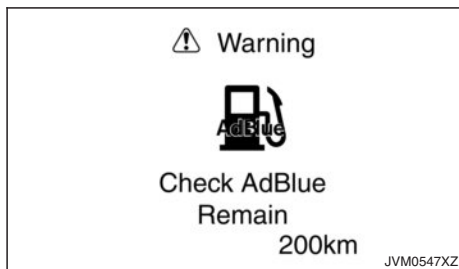 ⚠ Warning
AdBlue
Check AdBlue
Remain
200km
JVM0547XZ